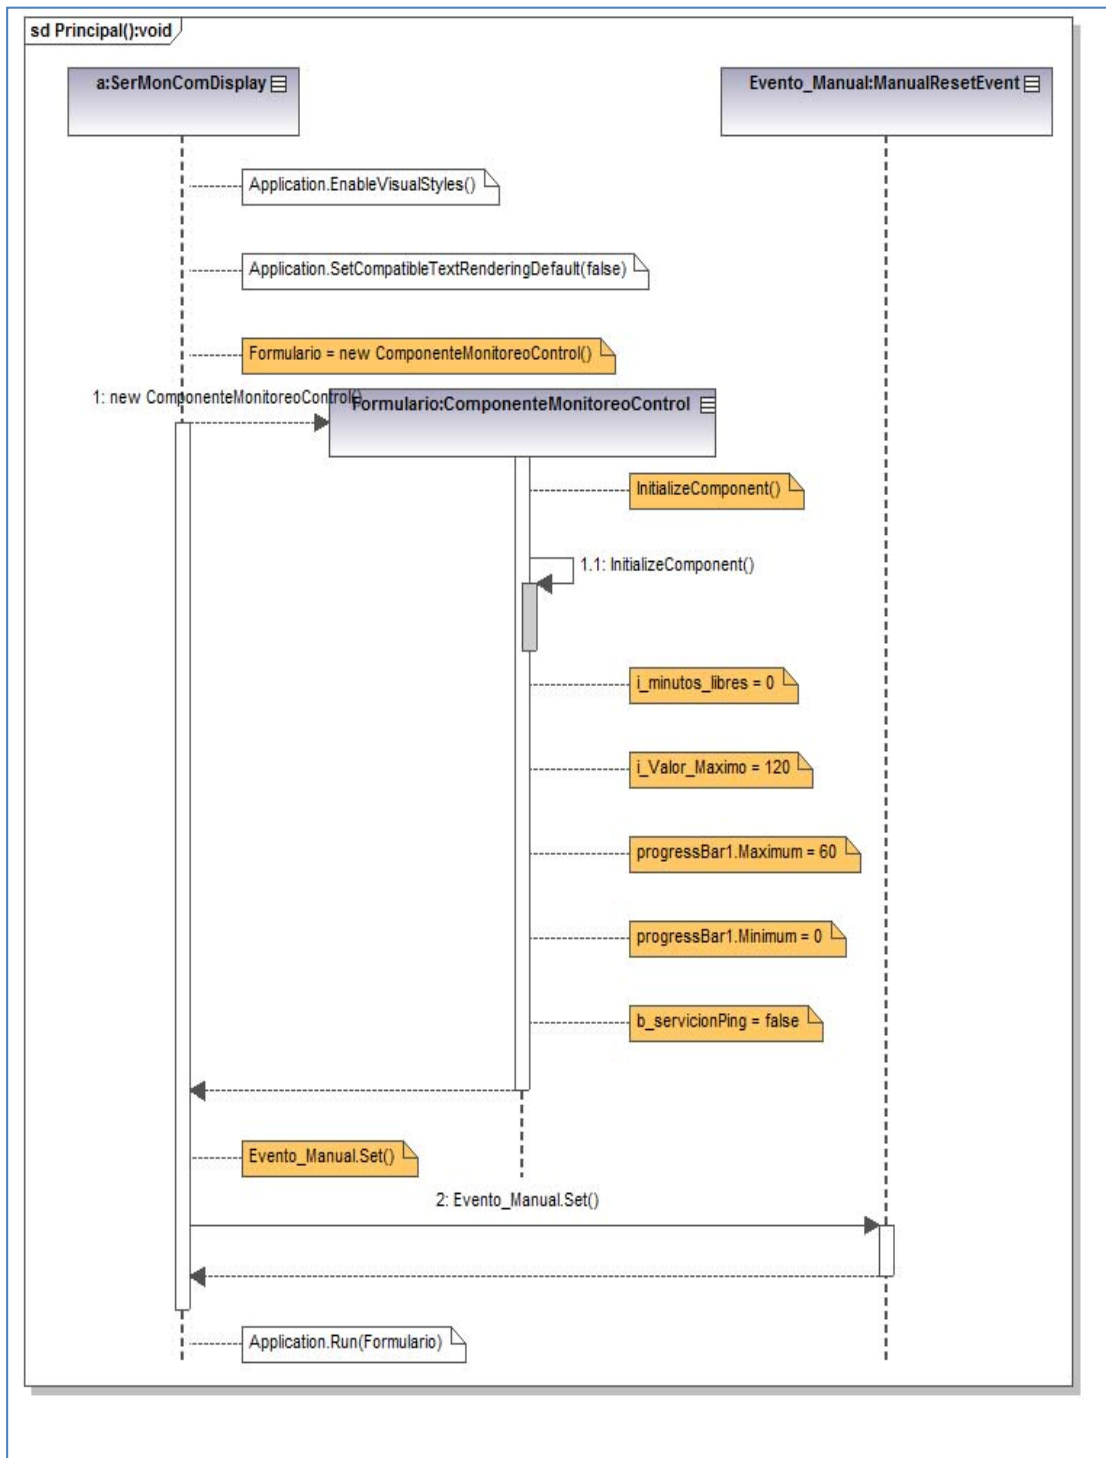 sd Principal():void
a:SerMonComDisplay
Evento_Manual:ManualResetEvent
Application.EnableVisualStyles()
Application.SetCompatibleTextRenderingDefault(false)
Formulario = new ComponenteMonitoreoControl()
1: new ComponenteMonitoreoControl()
Formulario:ComponenteMonitoreoControl
InitializeComponent()
1.1: InitializeComponent()
i_minutos_libres = 0
i_Valor_Maximo = 120
progressBar1.Maximum = 60
progressBar1.Minimum = 0
b_servicionPing = false
Evento_Manual.Set()
2: Evento_Manual.Set()
Application.Run(Formulario)